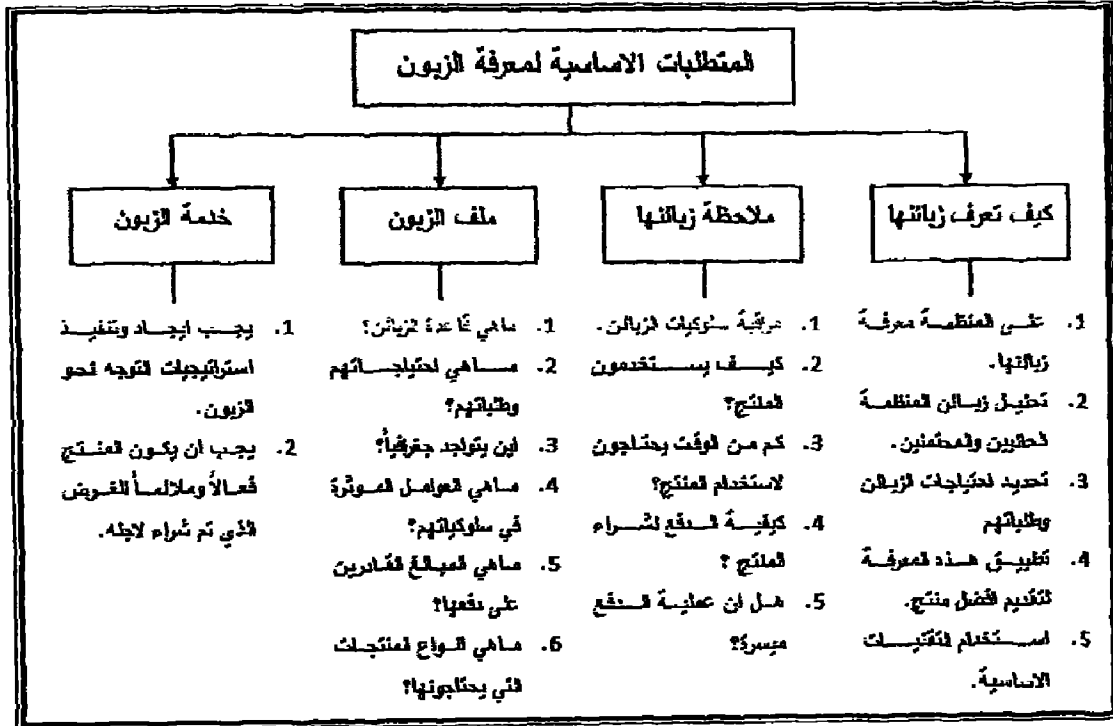 المتطلبات الاساسية لمعرفة الزبون
كيف تعرف زبائنها
ملاحظة زبائنها
ملف الزبون
خدمة الزبون
1. على المنظمة معرفة
زبائنها.
2. تحليل زبائن المنظمة
الحاليين والمحتملين.
3. تحديد احتياجات الزبائن
وطلباتهم
4. تطبيق هذه المعرفة
لتقديم افضل منتج.
5. استخدام التقنيات
الاساسية.
1. مراقبة سلوكيات الزبائن.
2. كيف يستخدمون
المنتج؟
3. كم من الوقت يحتاجون
لاستخدام المنتج؟
4. كيفية الدفع لشراء
المنتج ؟
5. هل ان عملية الدفع
ميسرة؟
1. ماهي قاعدة الزبائن؟
2. ماهي احتياجاتهم
وطلباتهم؟
3. اين يتواجد جغرافياً؟
4. ماهي العوامل الموثرة
في سلوكياتهم؟
5. ماهي المبالغ القادرين
على دفعها؟
6. ماهي انواع المنتجات
التي يحتاجونها؟
1. يجب ايجاد وتنفيذ
استراتيجيات التوجه نحو
الزبون.
2. يجب ان يكون المنتج
فعالاً وملائماً للغرض
الذي تم شراء لاجله.